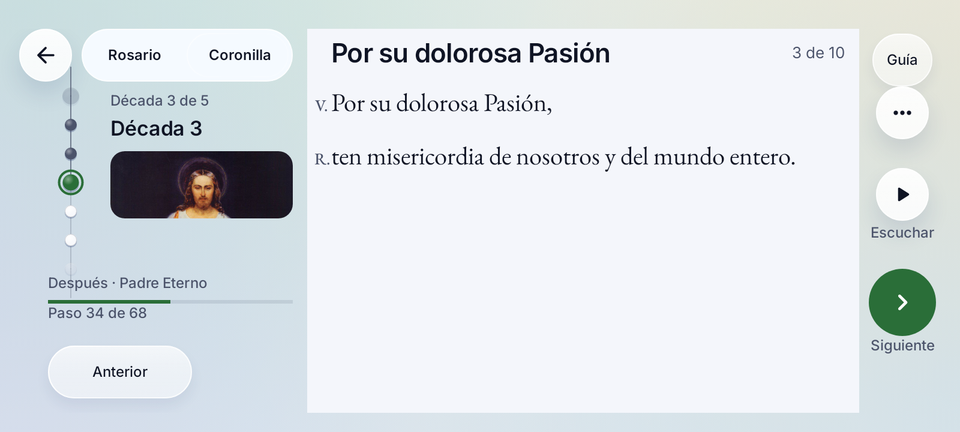 Rosario
Coronilla
Década 3 de 5
Década 3
Después · Padre Eterno
Paso 34 de 68
Anterior
Por su dolorosa Pasión
3 de 10
V. Por su dolorosa Pasión,
R. ten misericordia de nosotros y del mundo entero.
Guía
Escuchar
Siguiente